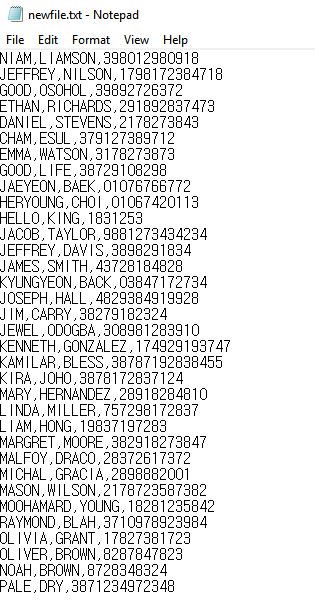 newfile.txt - Notepad
File Edit Format View Help
NIAM,LIAMSON,398012980918
JEFFREY,NILSON,1798172384718
GOOD,OSOHOL,39892726372
ETHAN,RICHARDS,291892837473
DANIEL,STEVENS,2178273843
CHAM,ESUL,379127389712
EMMA,WATSON,3178273873
GOOD,LIFE,38729108298
JAEYEON,BAEK,01076766772
HERYOUNG,CHOI,01067420113
HELLO,KING,1831253
JACOB,TAYLOR,9881273434234
JEFFREY,DAVIS,3898291834
JAMES,SMITH,43728184828
KYUNGYEON,BACK,03847172734
JOSEPH,HALL,4829384919928
JIM,CARRY,38279182324
JEWEL,ODOGBA,308981283910
KENNETH,GONZALEZ,174929193747
KAMILAR,BLESS,38787192838455
KIRA,JOHO,3878172837124
MARY,HERNANDEZ,28918284810
LINDA,MILLER,757298172837
LIAM,HONG,19837197283
MARGRET,MOORE,382918273847
MALFOY,DRACO,28372617372
MICHAL,GRACIA,2898882001
MASON,WILSON,2178723587382
MOOHAMARD,YOUNG,18281235842
RAYMOND,BLAH,3710978923984
OLIVIA,GRANT,17827381723
OLIVER,BROWN,8287847823
NOAH,BROWN,8728348324
PALE,DRY,3871234972348